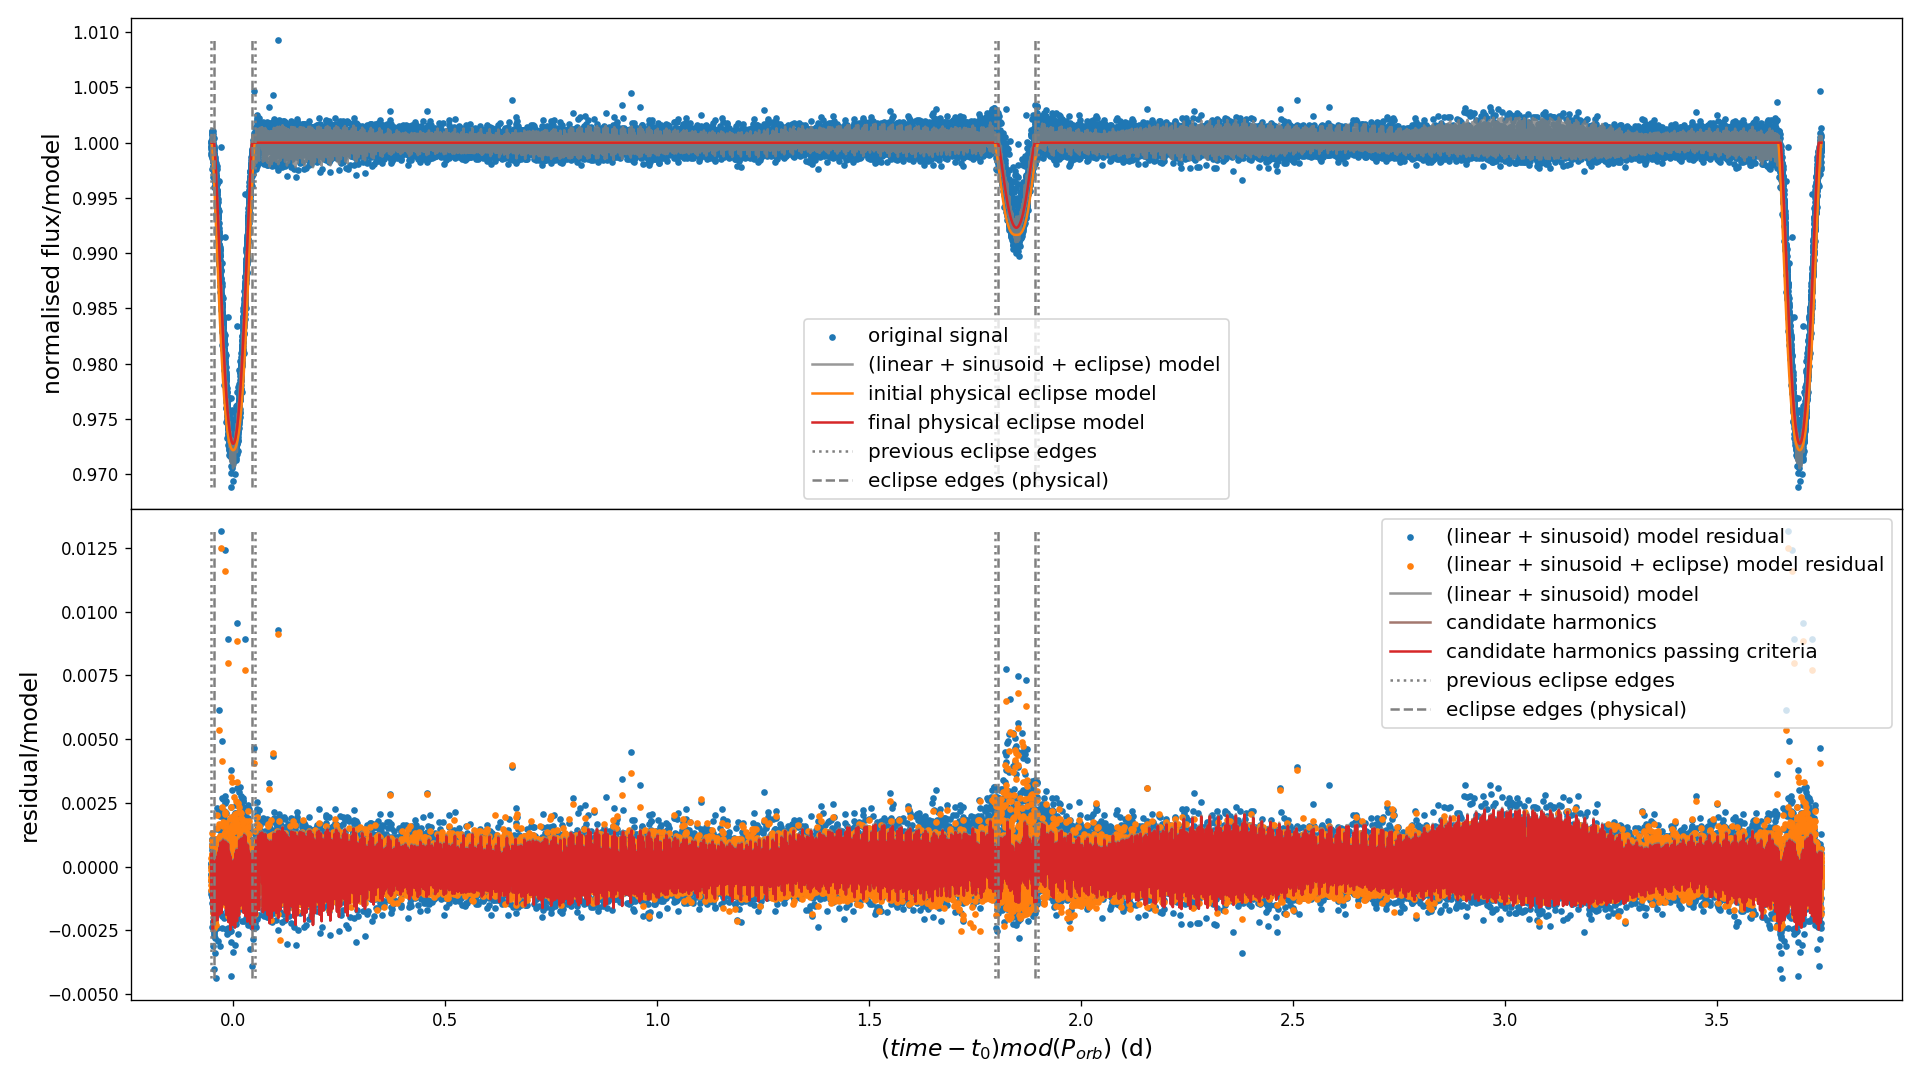 1.010
1.005
1.000
0.995
0.990
0.985
0.980
0.975
0.970
normalised flux/model
original signal
(linear + sinusoid + eclipse) model
initial physical eclipse model
final physical eclipse model
previous eclipse edges
eclipse edges (physical)
0.0125
0.0100
0.0075
0.0050
0.0025
0.0000
−0.0025
−0.0050
residual/model
(linear + sinusoid) model residual
(linear + sinusoid + eclipse) model residual
(linear + sinusoid) model
candidate harmonics
candidate harmonics passing criteria
previous eclipse edges
eclipse edges (physical)
0.0 0.5 1.0 1.5 2.0 2.5 3.0 3.5
(time − t₀)mod(Pₒᵣb) (d)